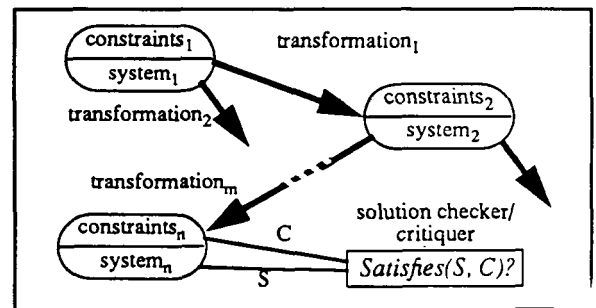 constraints₁
transformation₁
system₁
constraints₂
transformation₂
system₂
transformationₘ
solution checker/
critiquer
constraintsₙ
C
Satisfies(S, C)?
systemₙ
S